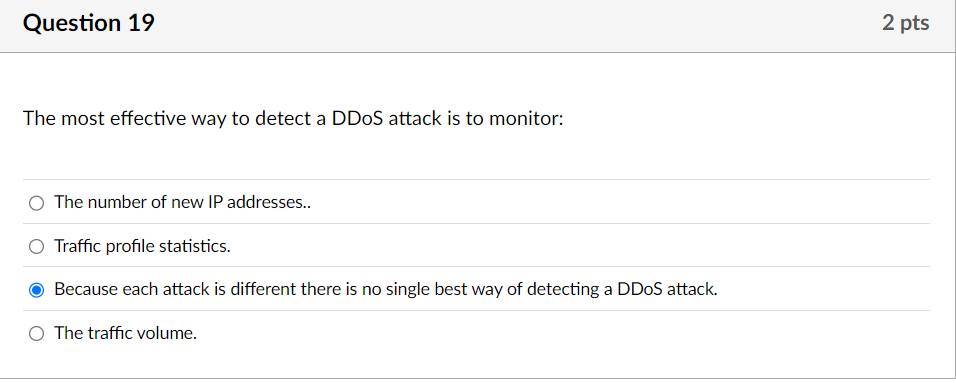 Question 19
2 pts
The most effective way to detect a DDoS attack is to monitor:
The number of new IP addresses..
Traffic profile statistics.
Because each attack is different there is no single best way of detecting a DDoS attack.
The traffic volume.